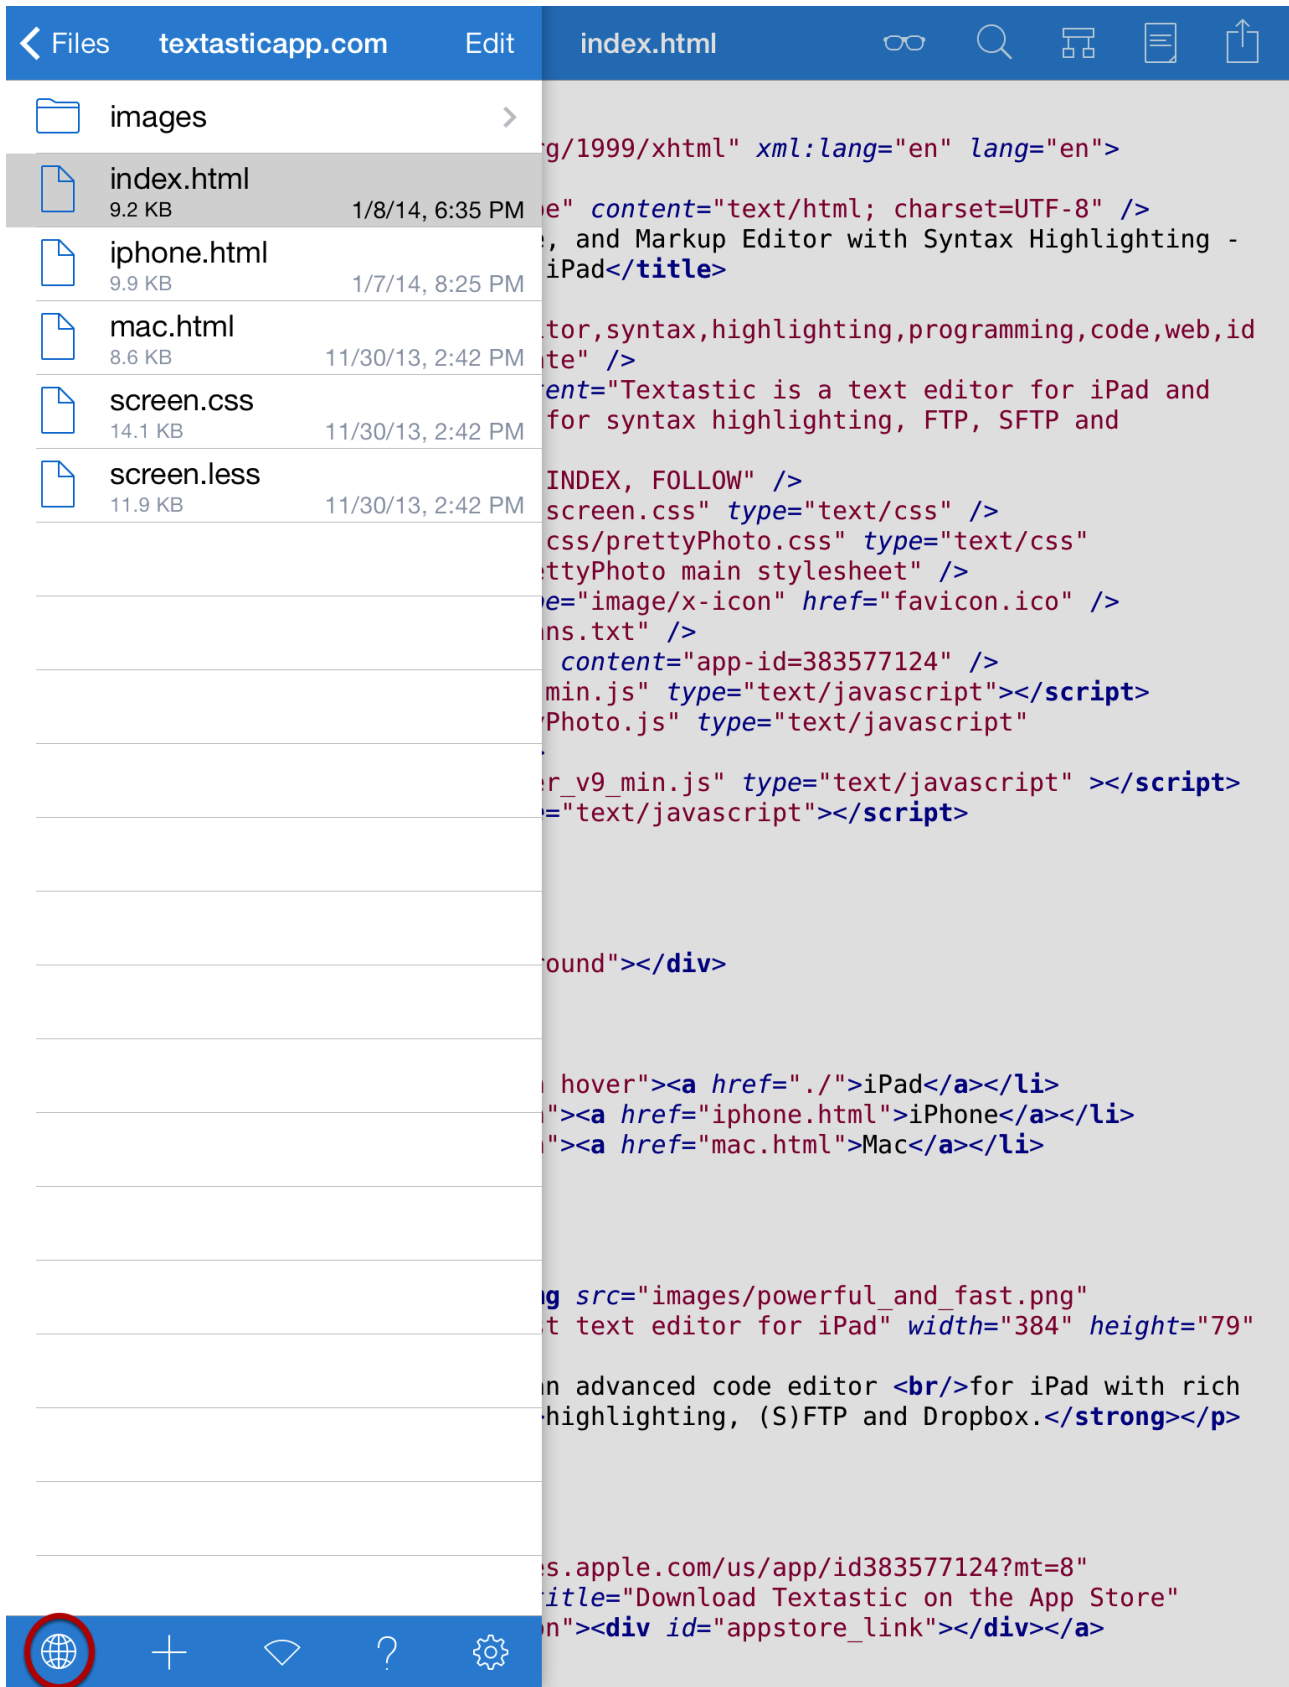 Files
textasticapp.com
Edit
index.html
images
index.html
9.2 KB
1/8/14, 6:35 PM
iphone.html
9.9 KB
1/7/14, 8:25 PM
mac.html
8.6 KB
11/30/13, 2:42 PM
screen.css
14.1 KB
11/30/13, 2:42 PM
screen.less
11.9 KB
11/30/13, 2:42 PM
g/1999/xhtml" xml:lang="en" lang="en">
e" content="text/html; charset=UTF-8" />
, and Markup Editor with Syntax Highlighting -
iPad</title>
tor,syntax,highlighting,programming,code,web,id
te" />
ent="Textastic is a text editor for iPad and
for syntax highlighting, FTP, SFTP and
INDEX, FOLLOW" />
screen.css" type="text/css" />
css/prettyPhoto.css" type="text/css"
ttyPhoto main stylesheet" />
e="image/x-icon" href="favicon.ico" />
ns.txt" />
content="app-id=383577124" />
min.js" type="text/javascript"></script>
Photo.js" type="text/javascript"
>
r_v9_min.js" type="text/javascript" ></script>
="text/javascript"></script>
ound"></div>
hover"><a href="./">iPad</a></li>
"><a href="iphone.html">iPhone</a></li>
"><a href="mac.html">Mac</a></li>
g src="images/powerful_and_fast.png"
t text editor for iPad" width="384" height="79"
n advanced code editor <br/>for iPad with rich
>highlighting, (S)FTP and Dropbox.</strong></p>
s.apple.com/us/app/id383577124?mt=8"
itle="Download Textastic on the App Store"
n"><div id="appstore_link"></div></a>